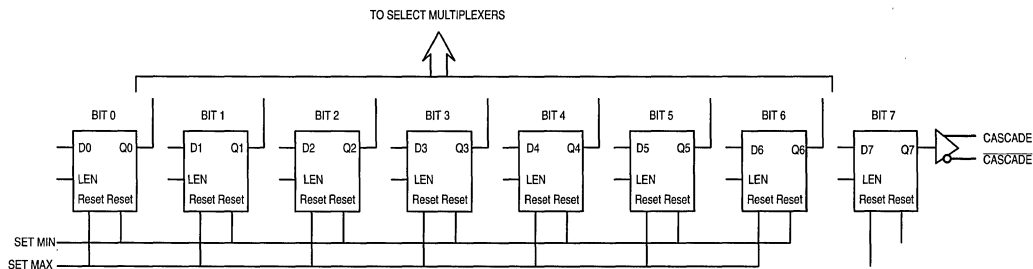 TO SELECT MULTIPLEXERS
BIT 0 BIT 1 BIT 2 BIT 3 BIT 4 BIT 5 BIT 6 BIT 7
D0 Q0 D1 Q1 D2 Q2 D3 Q3 D4 Q4 D5 Q5 D6 Q6 D7 Q7
CASCADE
CASCADE
LEN LEN LEN LEN LEN LEN LEN LEN
Reset Reset Reset Reset Reset Reset Reset Reset Reset Reset Reset Reset Reset Reset Reset Reset
SET MIN
SET MAX